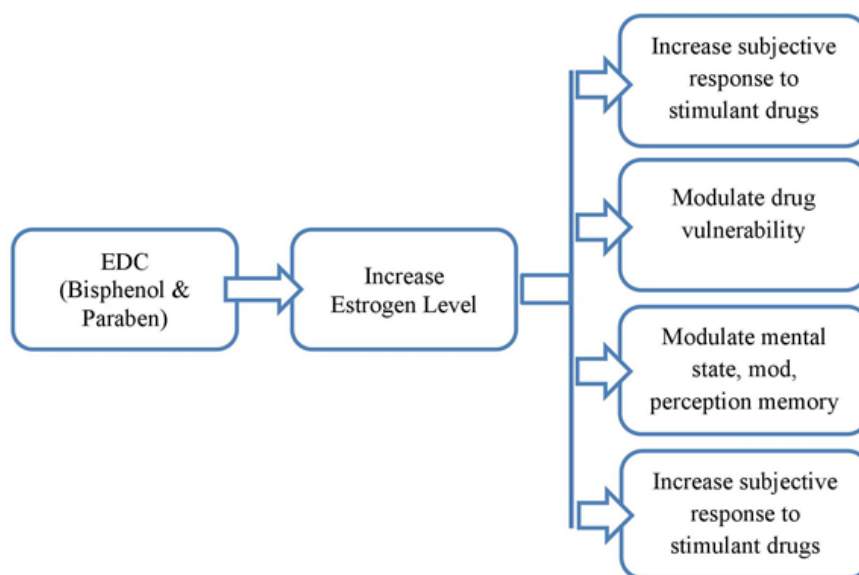 EDC
(Bisphenol &
Paraben)
Increase
Estrogen Level
Increase subjective
response to
stimulant drugs
Modulate drug
vulnerability
Modulate mental
state, mod,
perception memory
Increase subjective
response to
stimulant drugs